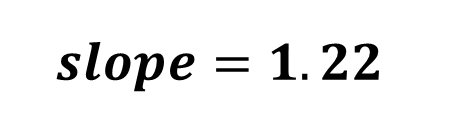 slope = 1.22